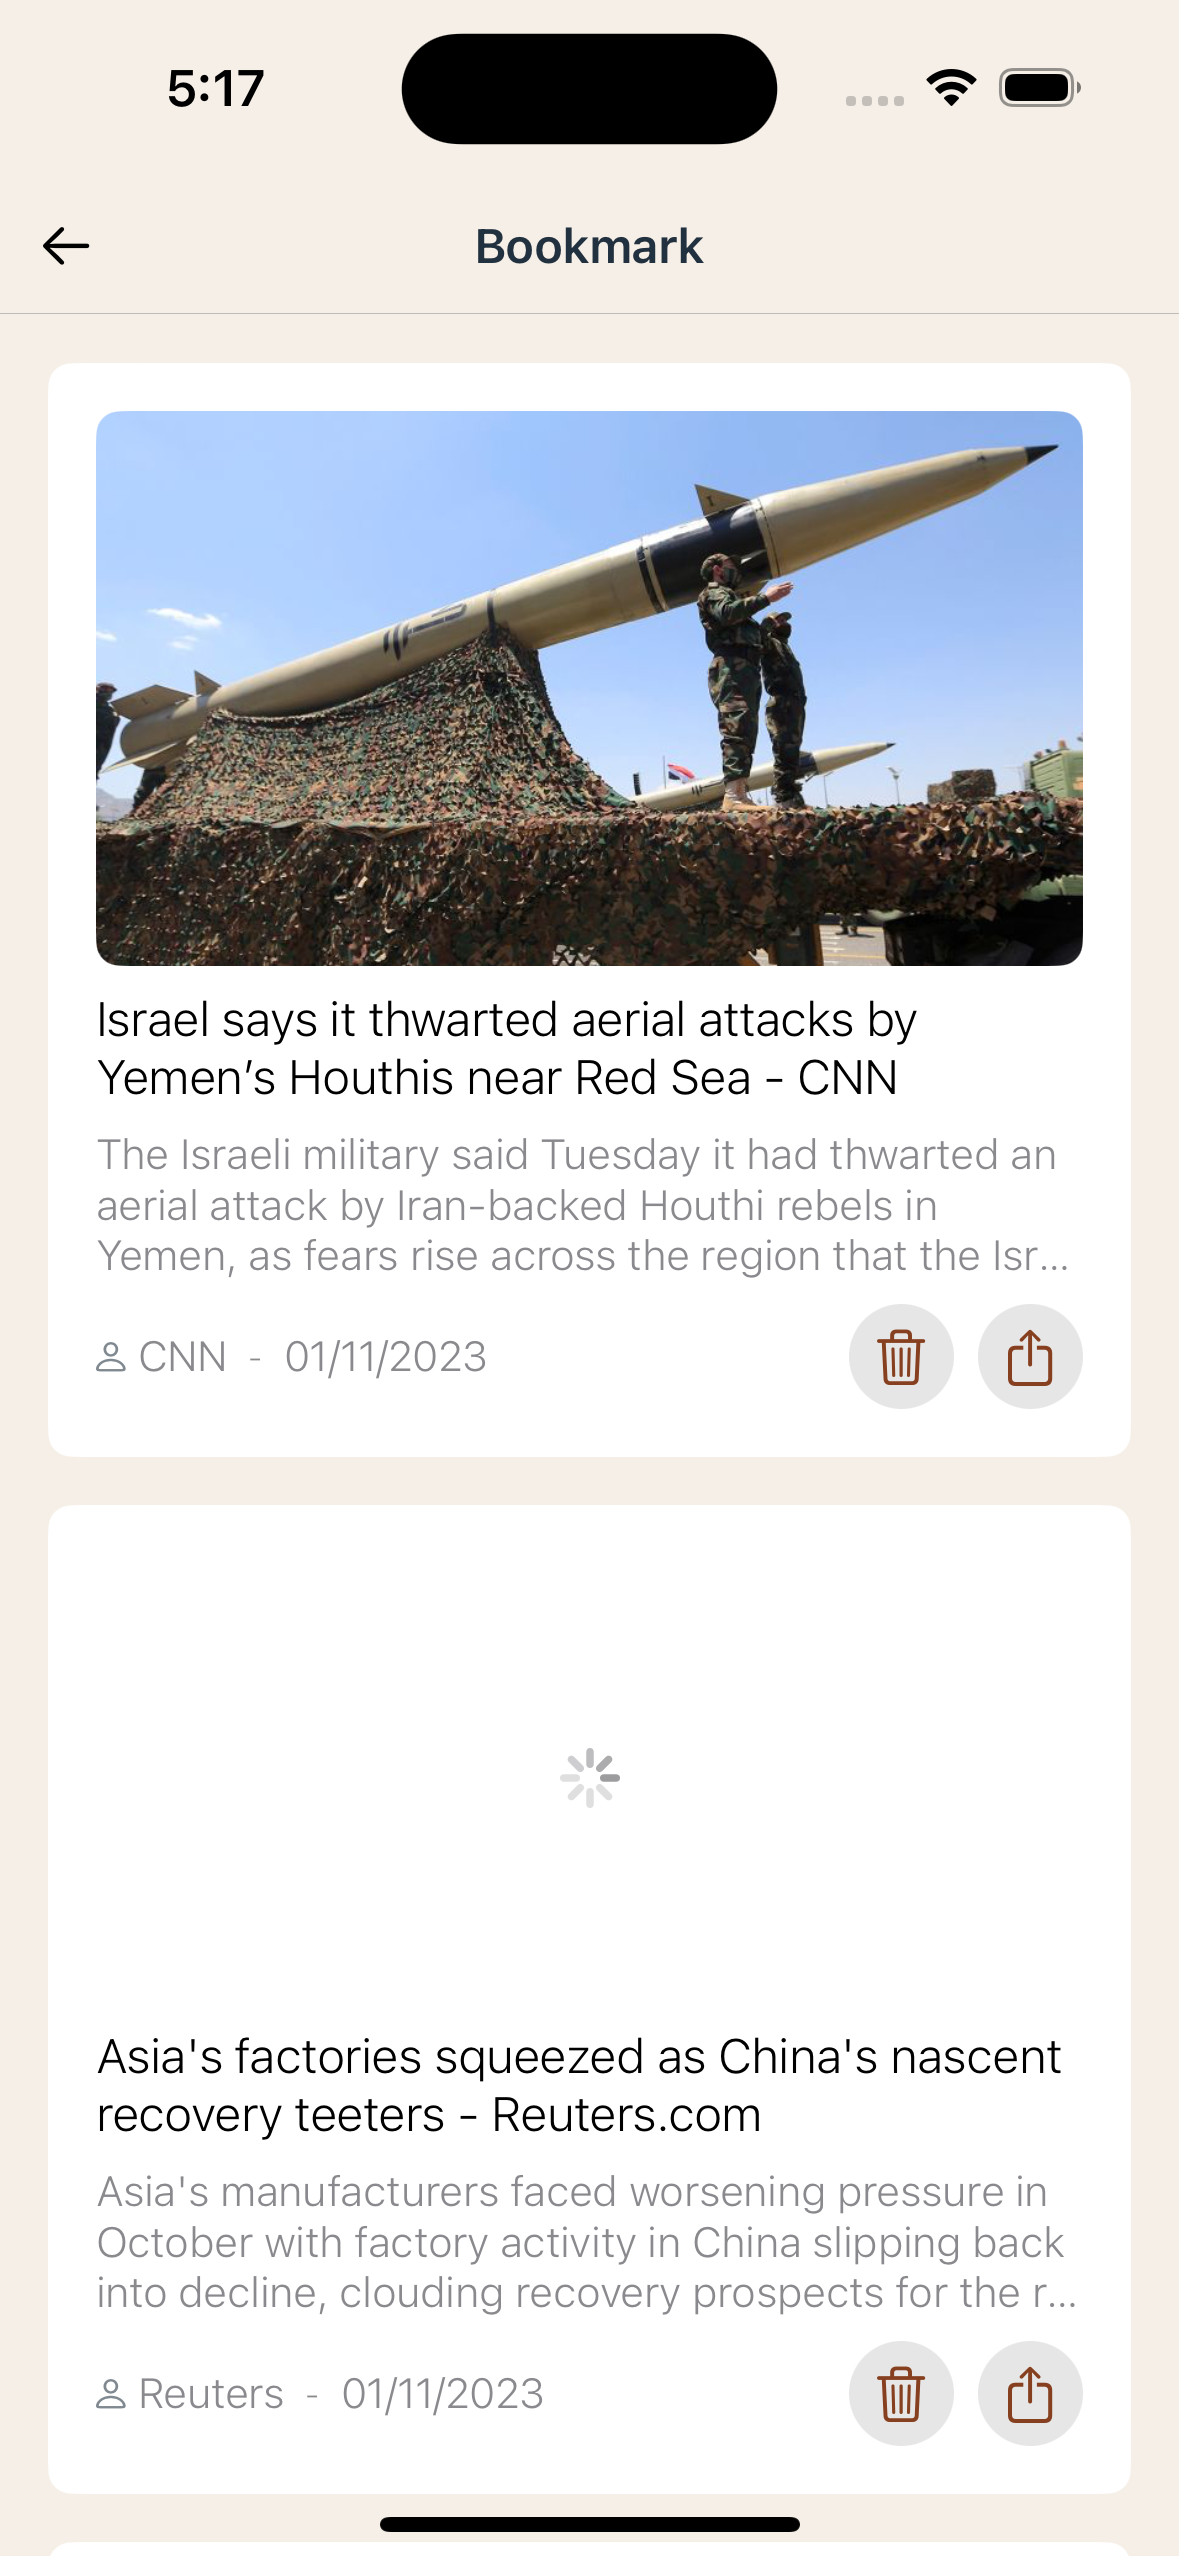 5:17
Bookmark
Israel says it thwarted aerial attacks by
Yemen’s Houthis near Red Sea - CNN
The Israeli military said Tuesday it had thwarted an
aerial attack by Iran-backed Houthi rebels in
Yemen, as fears rise across the region that the Isr...
CNN - 01/11/2023
Asia's factories squeezed as China's nascent
recovery teeters - Reuters.com
Asia's manufacturers faced worsening pressure in
October with factory activity in China slipping back
into decline, clouding recovery prospects for the r...
Reuters - 01/11/2023